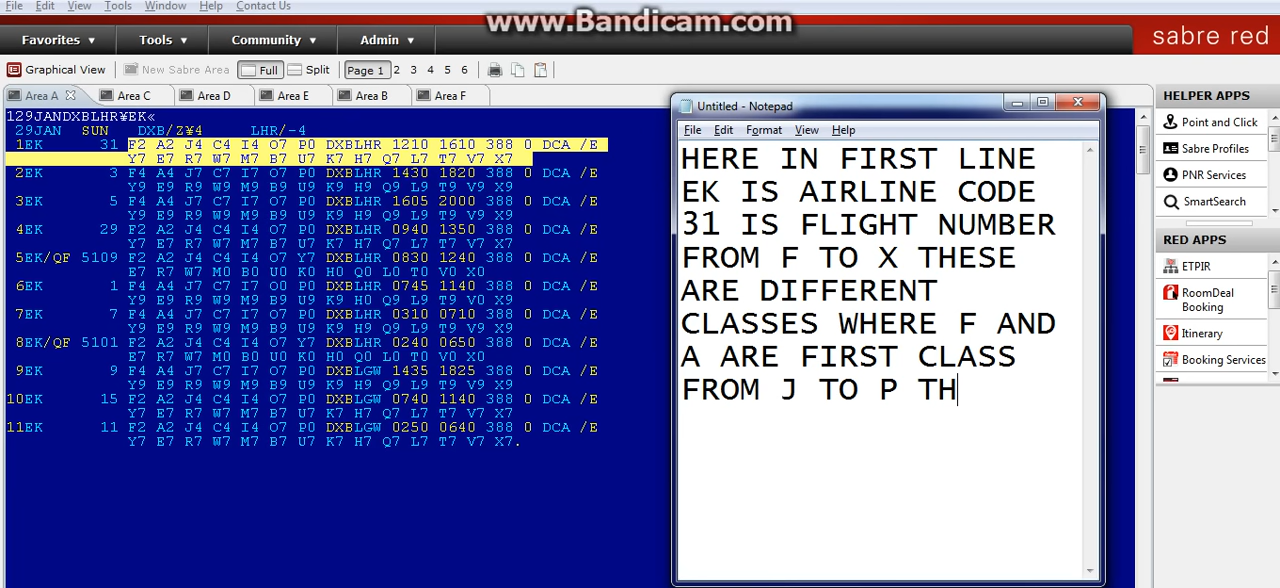 File Edit View Tools Window Help Contact Us
www.Bandicam.com
Favorites Tools Community Admin
sabre red
Graphical View New Sabre Area Full Split Page 1 2 3 4 5 6
Area A Area C Area D Area E Area B Area F
129JANDXBLHR¥EK«
29JAN SUN DXB/Z¥4 LHR/-4
1EK 31 F2 A2 J4 C4 I4 O7 P0 DXBLHR 1210 1610 388 0 DCA /E
Y7 E7 R7 W7 M7 B7 U7 K7 H7 Q7 L7 T7 V7 X7
2EK 3 F4 A4 J7 C7 I7 O7 P0 DXBLHR 1430 1820 388 0 DCA /E
Y9 E9 R9 W9 M9 B9 U9 K9 H9 Q9 L9 T9 V9 X9
3EK 5 F4 A4 J7 C7 I7 O7 P0 DXBLHR 1605 2000 388 0 DCA /E
Y9 E9 R9 W9 M9 B9 U9 K9 H9 Q9 L9 T9 V9 X9
4EK 29 F2 A2 J4 C4 I4 O7 P0 DXBLHR 0940 1350 388 0 DCA /E
Y7 E7 R7 W7 M7 B7 U7 K7 H7 Q7 L7 T7 V7 X7
5EK/QF 5109 F2 A2 J4 C4 I4 O7 Y7 DXBLHR 0830 1240 388 0 DCA /E
E7 R7 W7 M0 B0 U0 K0 H0 Q0 L0 T0 V0 X0
6EK 1 F4 A4 J7 C7 I7 O7 P0 DXBLHR 0745 1140 388 0 DCA /E
Y9 E9 R9 W9 M9 B9 U9 K9 H0 Q9 L9 T9 V9 X9
7EK 7 F4 A4 J7 C7 I7 O7 P0 DXBLHR 0310 0710 388 0 DCA /E
Y9 E9 R9 W9 M9 B9 U9 K9 H9 Q9 L9 T9 V9 X9
8EK/QF 5101 F2 A2 J4 C4 I4 O7 Y7 DXBLHR 0240 0650 388 0 DCA /E
E7 R7 W7 M0 B0 U0 K0 H0 Q0 L0 T0 V0 X0
9EK 9 F4 A4 J7 C7 I7 O7 P0 DXBLGW 1435 1825 388 0 DCA /E
Y9 E9 R9 W9 M9 B9 U9 K9 H9 Q9 L9 T9 V9 X9
10EK 15 F2 A2 J4 C4 I4 O7 P0 DXBLGW 0740 1140 388 0 DCA /E
Y7 E7 R7 W7 M7 B7 U7 K7 H7 Q7 L7 T7 V7 X7
11EK 11 F2 A2 J4 C4 I4 O7 P0 DXBLGW 0250 0640 388 0 DCA /E
Y7 E7 R7 W7 M7 B7 U7 K7 H7 Q7 L7 T7 V7 X7.
Untitled - Notepad
File Edit Format View Help
HERE IN FIRST LINE
EK IS AIRLINE CODE
31 IS FLIGHT NUMBER
FROM F TO X THESE
ARE DIFFERENT
CLASSES WHERE F AND
A ARE FIRST CLASS
FROM J TO P TH
HELPER APPS
Point and Click
Sabre Profiles
PNR Services
SmartSearch
RED APPS
ETPIR
RoomDeal
Booking
Itinerary
Booking Services